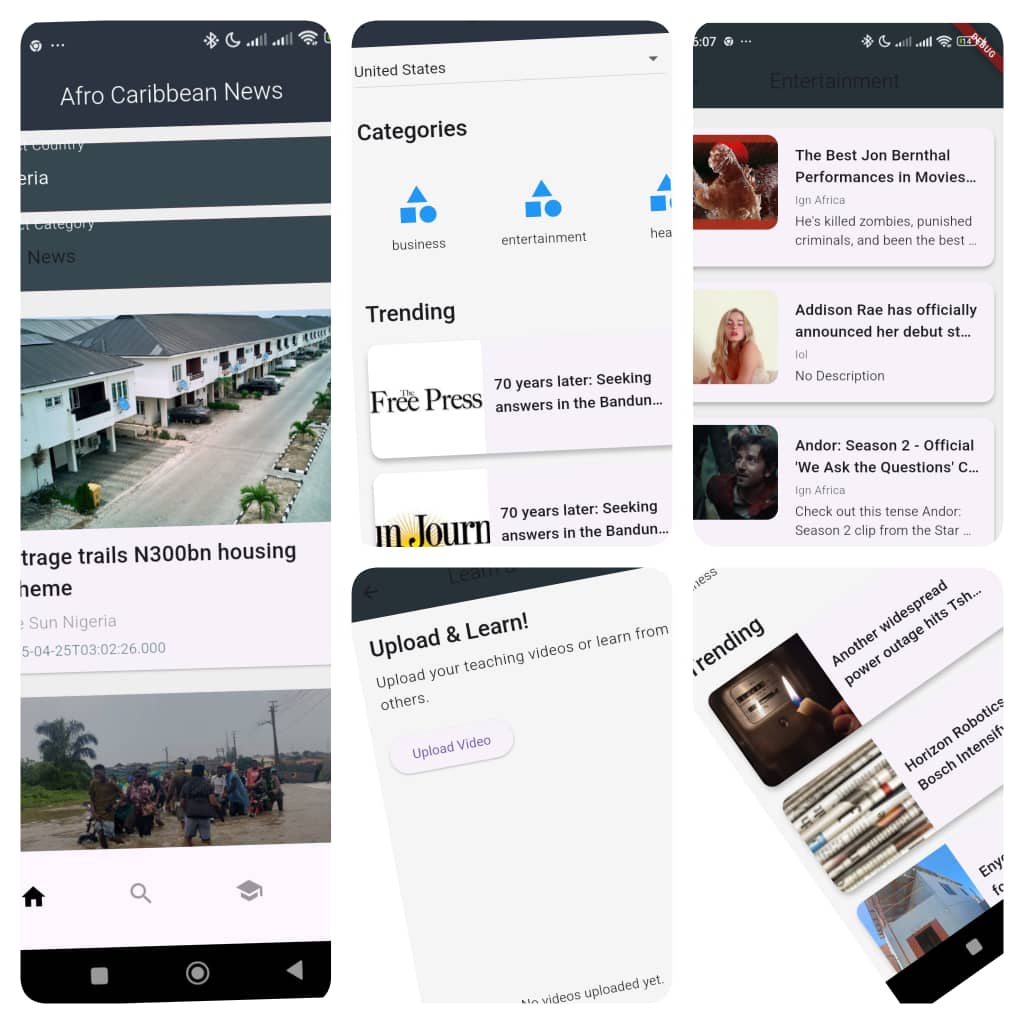 Afro Caribbean News
ct Country
eria
ct Category
News
trage trails N300bn housing
heme
e Sun Nigeria
5-04-25T03:02:26.000
United States
Categories
business
entertainment
hea
Trending
The
Free Press
70 years later: Seeking
answers in the Bandun...
n Journ
70 years later: Seeking
answers in the Bandun...
6:07
14
DEBUG
Entertainment
The Best Jon Bernthal
Performances in Movies...
Ign Africa
He's killed zombies, punished
criminals, and been the best ...
Addison Rae has officially
announced her debut st...
lol
No Description
Andor: Season 2 - Official
'We Ask the Questions' C...
Ign Africa
Check out this tense Andor:
Season 2 clip from the Star ...
Learn
Upload & Learn!
Upload your teaching videos or learn from
others.
Upload Video
No videos uploaded yet.
ness
Trending
Another widespread
power outage hits Tsh...
Horizon Robotics
Bosch Intensify
Enyo
fo